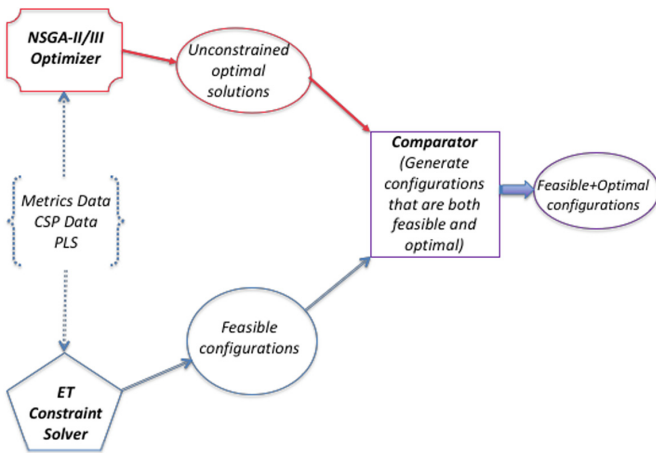 NSGA-II/III
Optimizer
Unconstrained
optimal
solutions
Metrics Data
CSP Data
PLS
Comparator
(Generate
configurations
that are both
feasible and
optimal)
Feasible+Optimal
configurations
Feasible
configurations
ET
Constraint
Solver